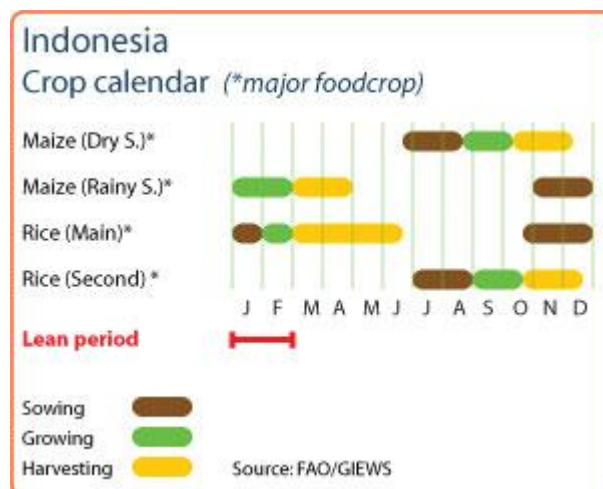 Indonesia
Crop calendar (*major foodcrop)
Maize (Dry S.)*
Maize (Rainy S.)*
Rice (Main)*
Rice (Second) *
J F M A M J J A S O N D
Lean period
Sowing
Growing
Harvesting Source: FAO/GIEWS